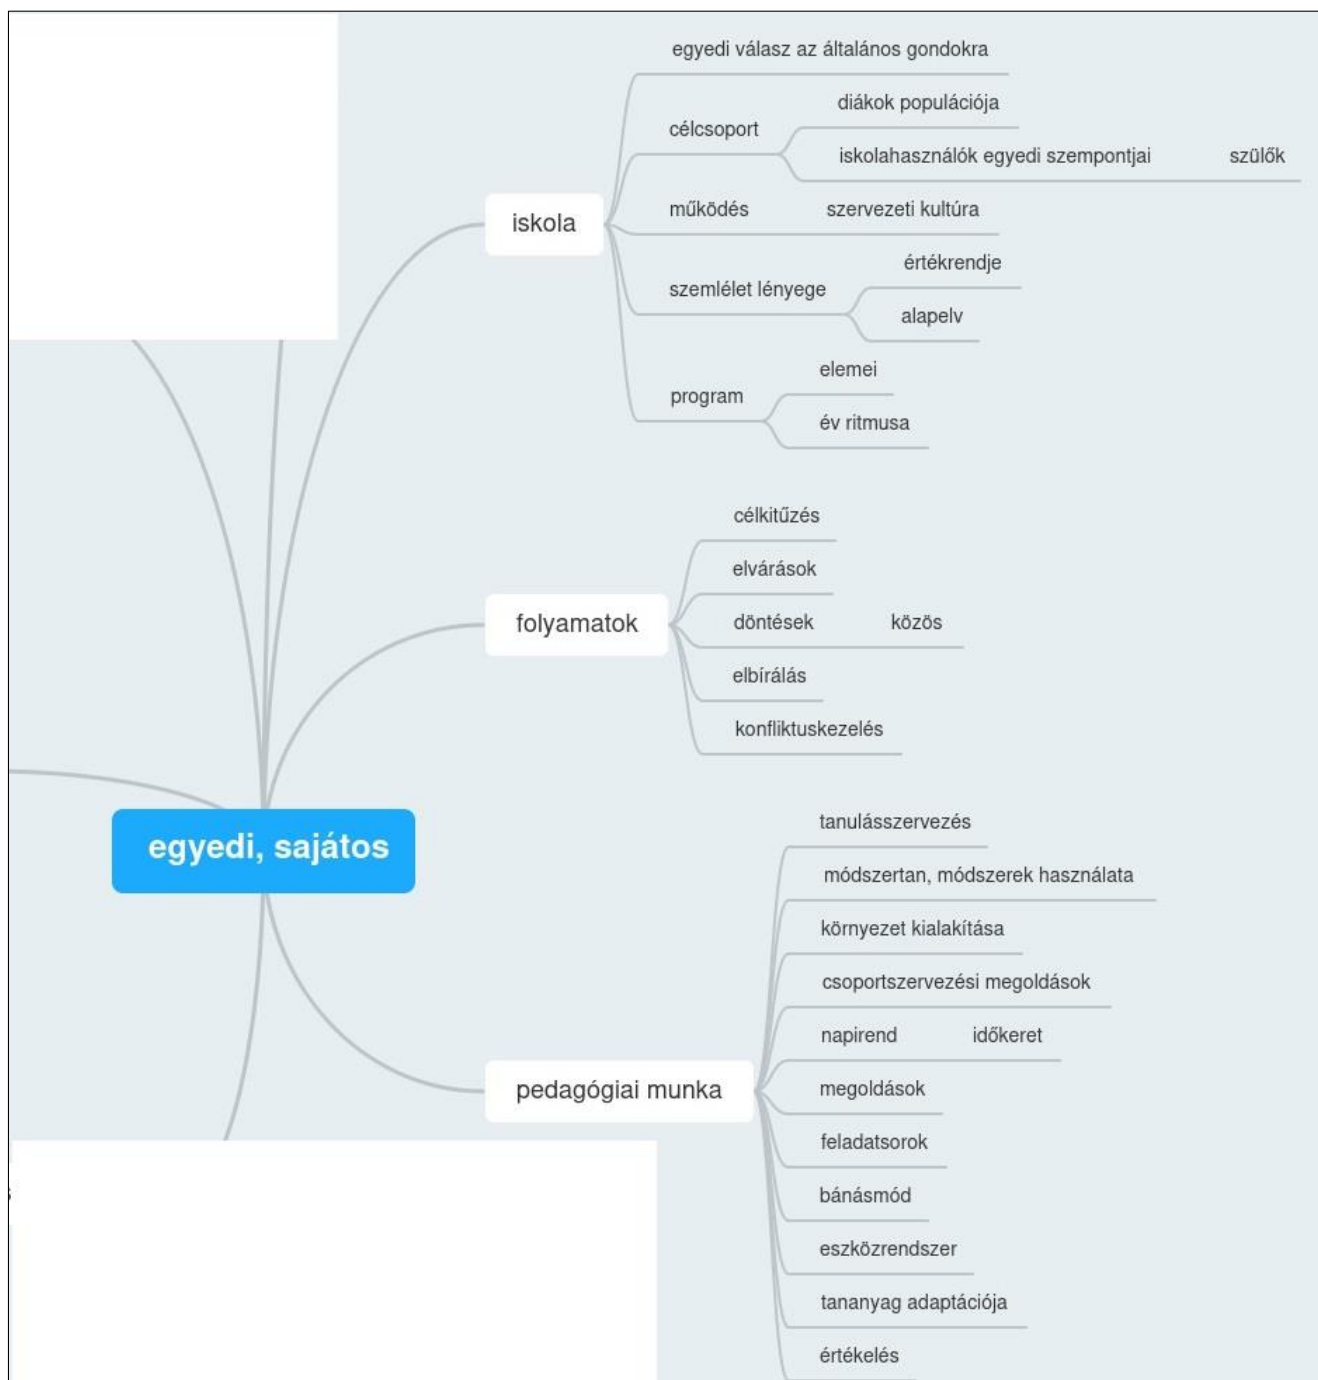 egyedi, sajátos
iskola
egyedi válasz az általános gondokra
célcsoport
diákok populációja
iskolahasználók egyedi szempontjai
szülők
működés
szervezeti kultúra
szemlélet lényege
értékrendje
alapelv
program
elemei
év ritmusa
folyamatok
célkitűzés
elvárások
döntések
közös
elbírálás
konfliktuskezelés
pedagógiai munka
tanulásszervezés
módszertan, módszerek használata
környezet kialakítása
csoportszervezési megoldások
napirend
időkeret
megoldások
feladatsorok
bánásmód
eszközrendszer
tananyag adaptációja
értékelés